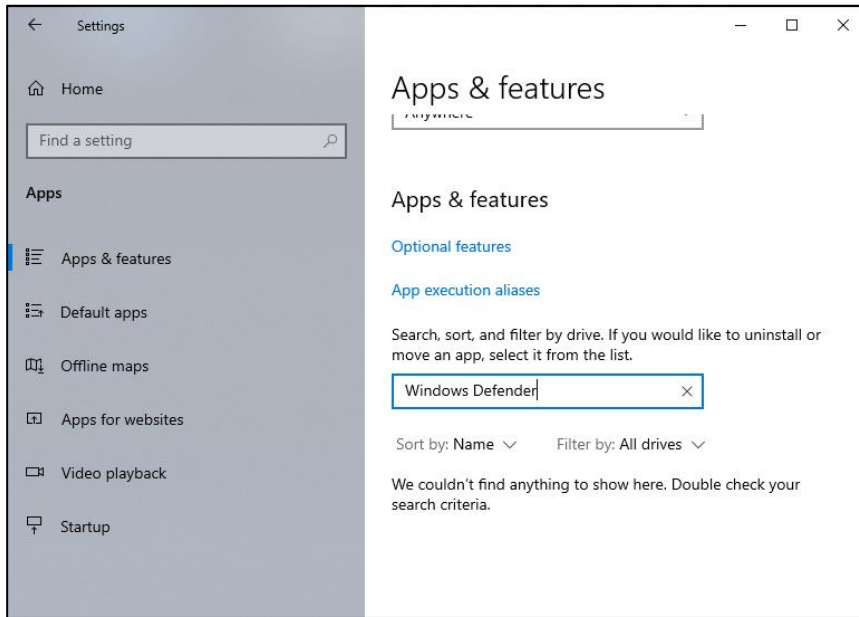 Settings
Home
Find a setting
Apps
Apps & features
Default apps
Offline maps
Apps for websites
Video playback
Startup
Apps & features
Anywhere
Apps & features
Optional features
App execution aliases
Search, sort, and filter by drive. If you would like to uninstall or
move an app, select it from the list.
Windows Defender
Sort by: Name Filter by: All drives
We couldn't find anything to show here. Double check your
search criteria.